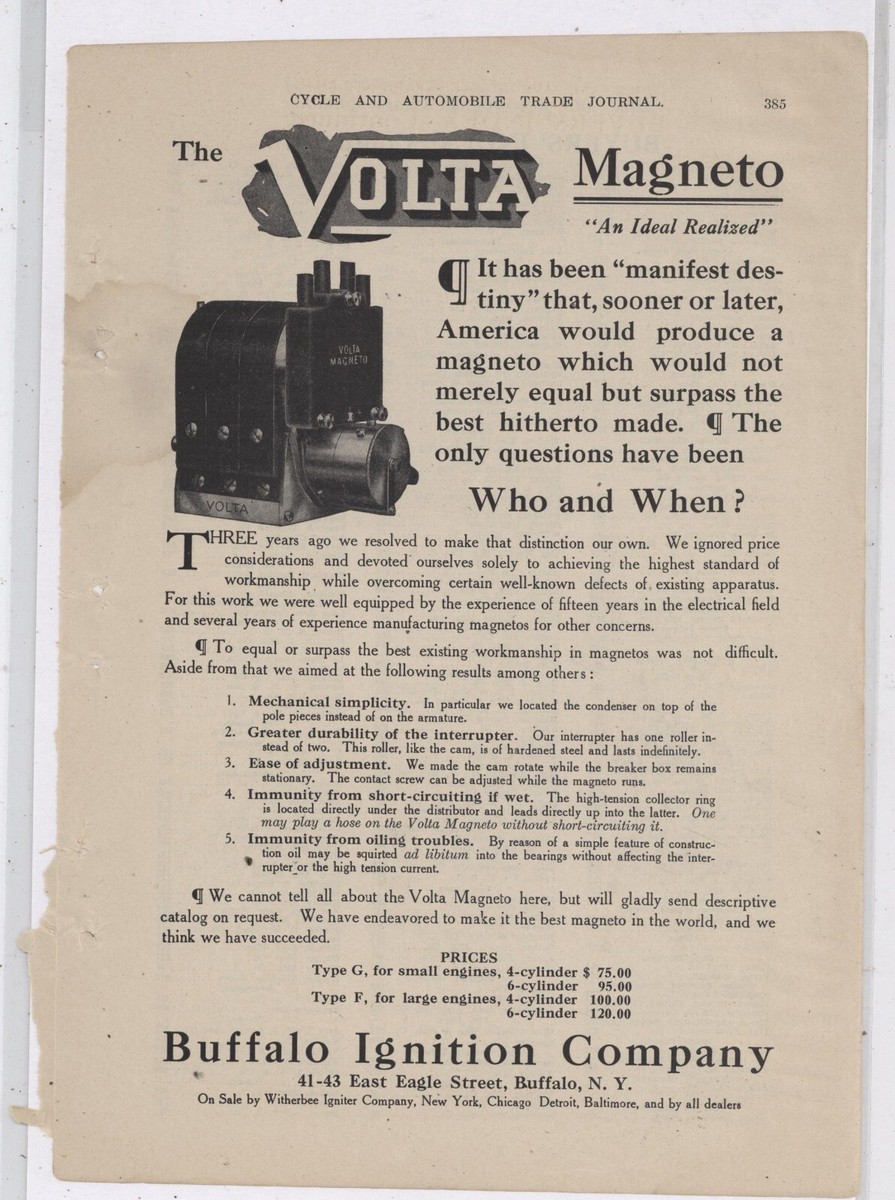 CYCLE AND AUTOMOBILE TRADE JOURNAL. 385
The VOLTA Magneto
"An Ideal Realized"
VOLTA
MAGNETO
VOLTA
¶ It has been "manifest des-
tiny" that, sooner or later,
America would produce a
magneto which would not
merely equal but surpass the
best hitherto made. ¶ The
only questions have been
Who and When?
THREE years ago we resolved to make that distinction our own. We ignored price
considerations and devoted ourselves solely to achieving the highest standard of
workmanship while overcoming certain well-known defects of existing apparatus.
For this work we were well equipped by the experience of fifteen years in the electrical field
and several years of experience manufacturing magnetos for other concerns.
¶ To equal or surpass the best existing workmanship in magnetos was not difficult.
Aside from that we aimed at the following results among others:
1. Mechanical simplicity. In particular we located the condenser on top of the
pole pieces instead of on the armature.
2. Greater durability of the interrupter. Our interrupter has one roller in-
stead of two. This roller, like the cam, is of hardened steel and lasts indefinitely.
3. Ease of adjustment. We made the cam rotate while the breaker box remains
stationary. The contact screw can be adjusted while the magneto runs.
4. Immunity from short-circuiting if wet. The high-tension collector ring
is located directly under the distributor and leads directly up into the latter. One
may play a hose on the Volta Magneto without short-circuiting it.
5. Immunity from oiling troubles. By reason of a simple feature of construc-
tion oil may be squirted ad libitum into the bearings without affecting the inter-
rupter or the high tension current.
¶ We cannot tell all about the Volta Magneto here, but will gladly send descriptive
catalog on request. We have endeavored to make it the best magneto in the world, and we
think we have succeeded.
PRICES
Type G, for small engines, 4-cylinder $ 75.00
6-cylinder 95.00
Type F, for large engines, 4-cylinder 100.00
6-cylinder 120.00
Buffalo Ignition Company
41-43 East Eagle Street, Buffalo, N. Y.
On Sale by Witherbee Igniter Company, New York, Chicago Detroit, Baltimore, and by all dealers